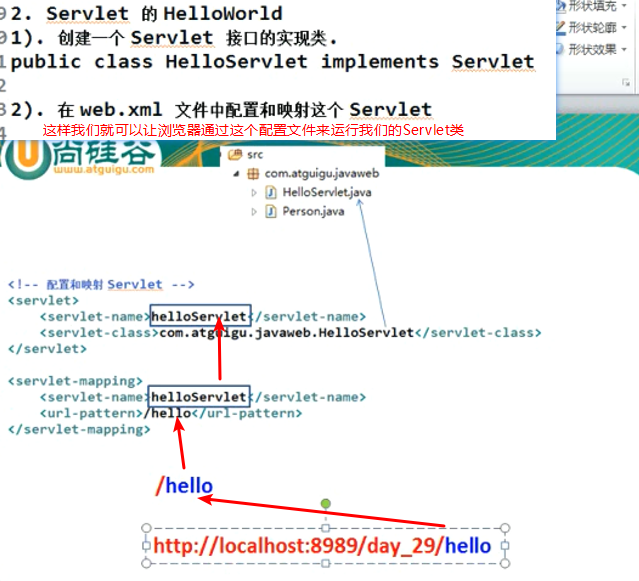 2. Servlet 的 HelloWorld
1). 创建一个 Servlet 接口的实现类.
public class HelloServlet implements Servlet
2). 在 web.xml 文件中配置和映射这个 Servlet
这样我们就可以让浏览器通过这个配置文件来运行我们的Servlet类
形状填充
形状轮廓
形状效果
尚硅谷
www.atguigu.com
src
com.atguigu.javaweb
HelloServlet.java
Person.java
<!-- 配置和映射 Servlet -->
<servlet>
<servlet-name>helloServlet</servlet-name>
<servlet-class>com.atguigu.javaweb.HelloServlet</servlet-class>
</servlet>
<servlet-mapping>
<servlet-name>helloServlet</servlet-name>
<url-pattern>/hello</url-pattern>
</servlet-mapping>
/hello
http://localhost:8989/day_29/hello